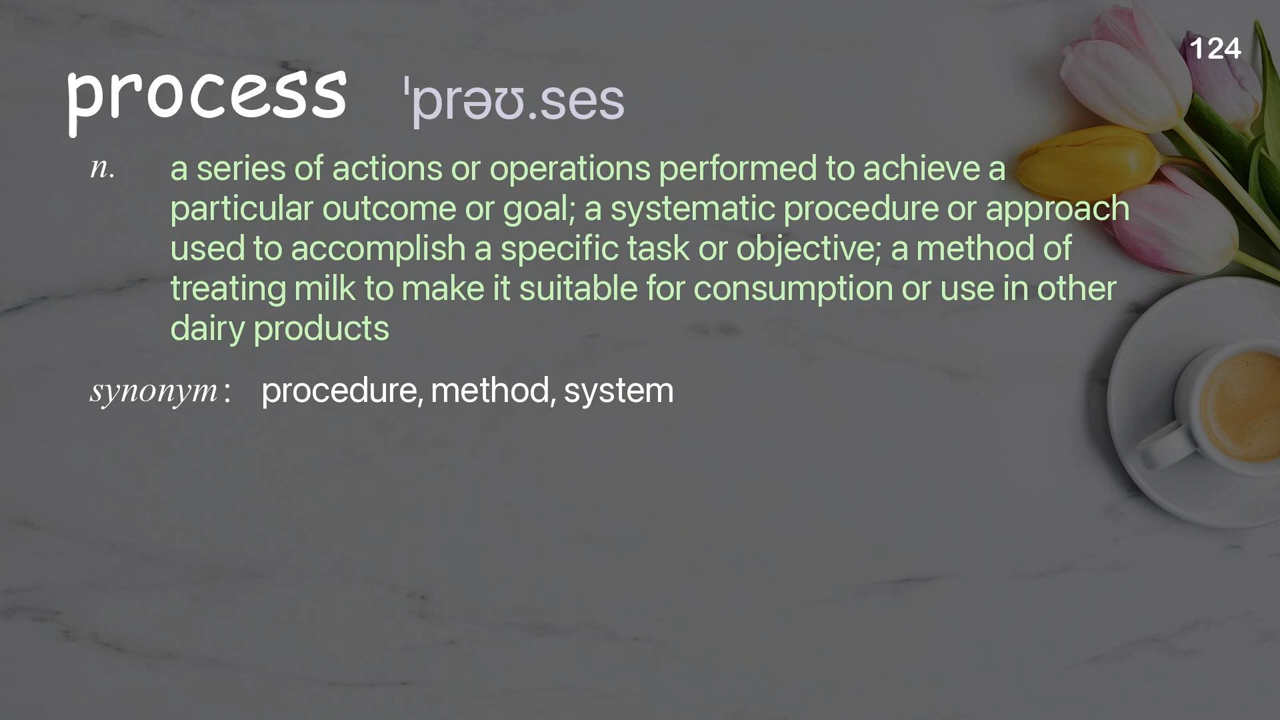 124
process ˈprəʊ.ses
n. a series of actions or operations performed to achieve a
particular outcome or goal; a systematic procedure or approach
used to accomplish a specific task or objective; a method of
treating milk to make it suitable for consumption or use in other
dairy products
synonym: procedure, method, system